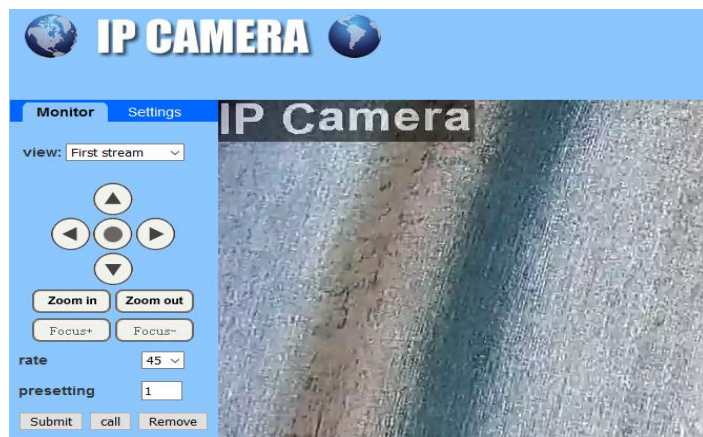 IP CAMERA
Monitor Settings
IP Camera
view: First stream
Zoom in Zoom out
Focus+ Focus-
rate 45
presetting 1
Submit call Remove